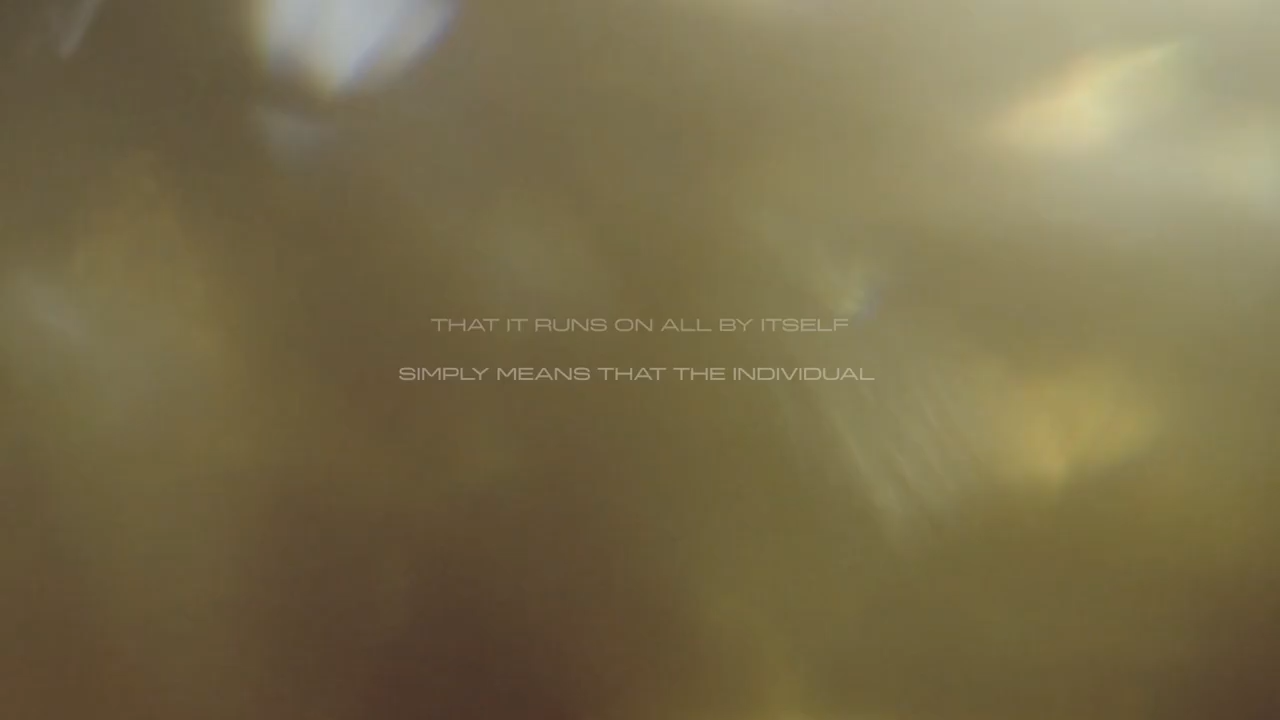 THAT IT RUNS ON ALL BY ITSELF
SIMPLY MEANS THAT THE INDIVIDUAL